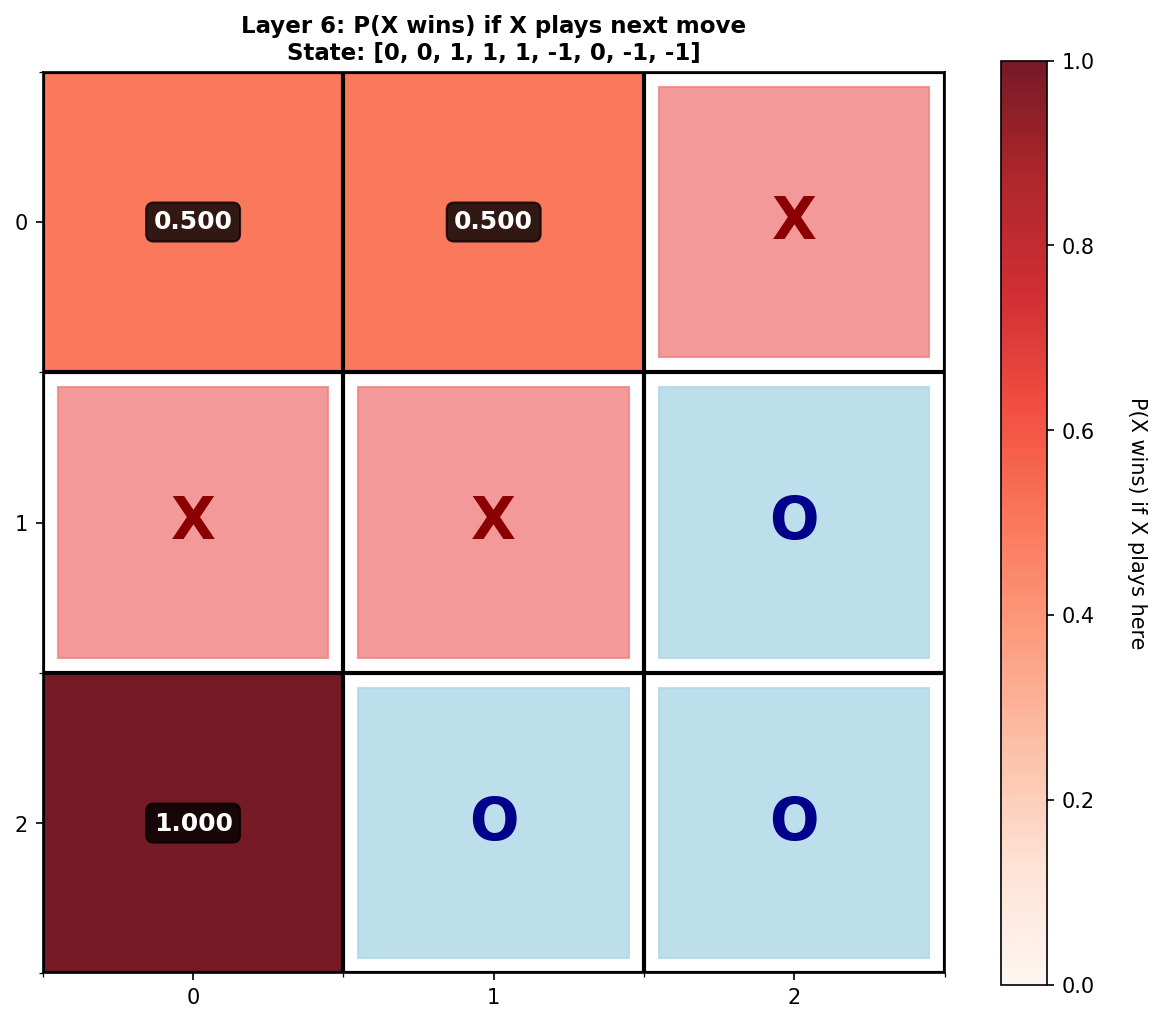 Layer 6: P(X wins) if X plays next move
State: [0, 0, 1, 1, 1, -1, 0, -1, -1]
0
0.500
0.500
X
1
X
X
O
2
1.000
O
O
0
1
2
1.0
0.8
0.6
0.4
0.2
0.0
P(X wins) if X plays here